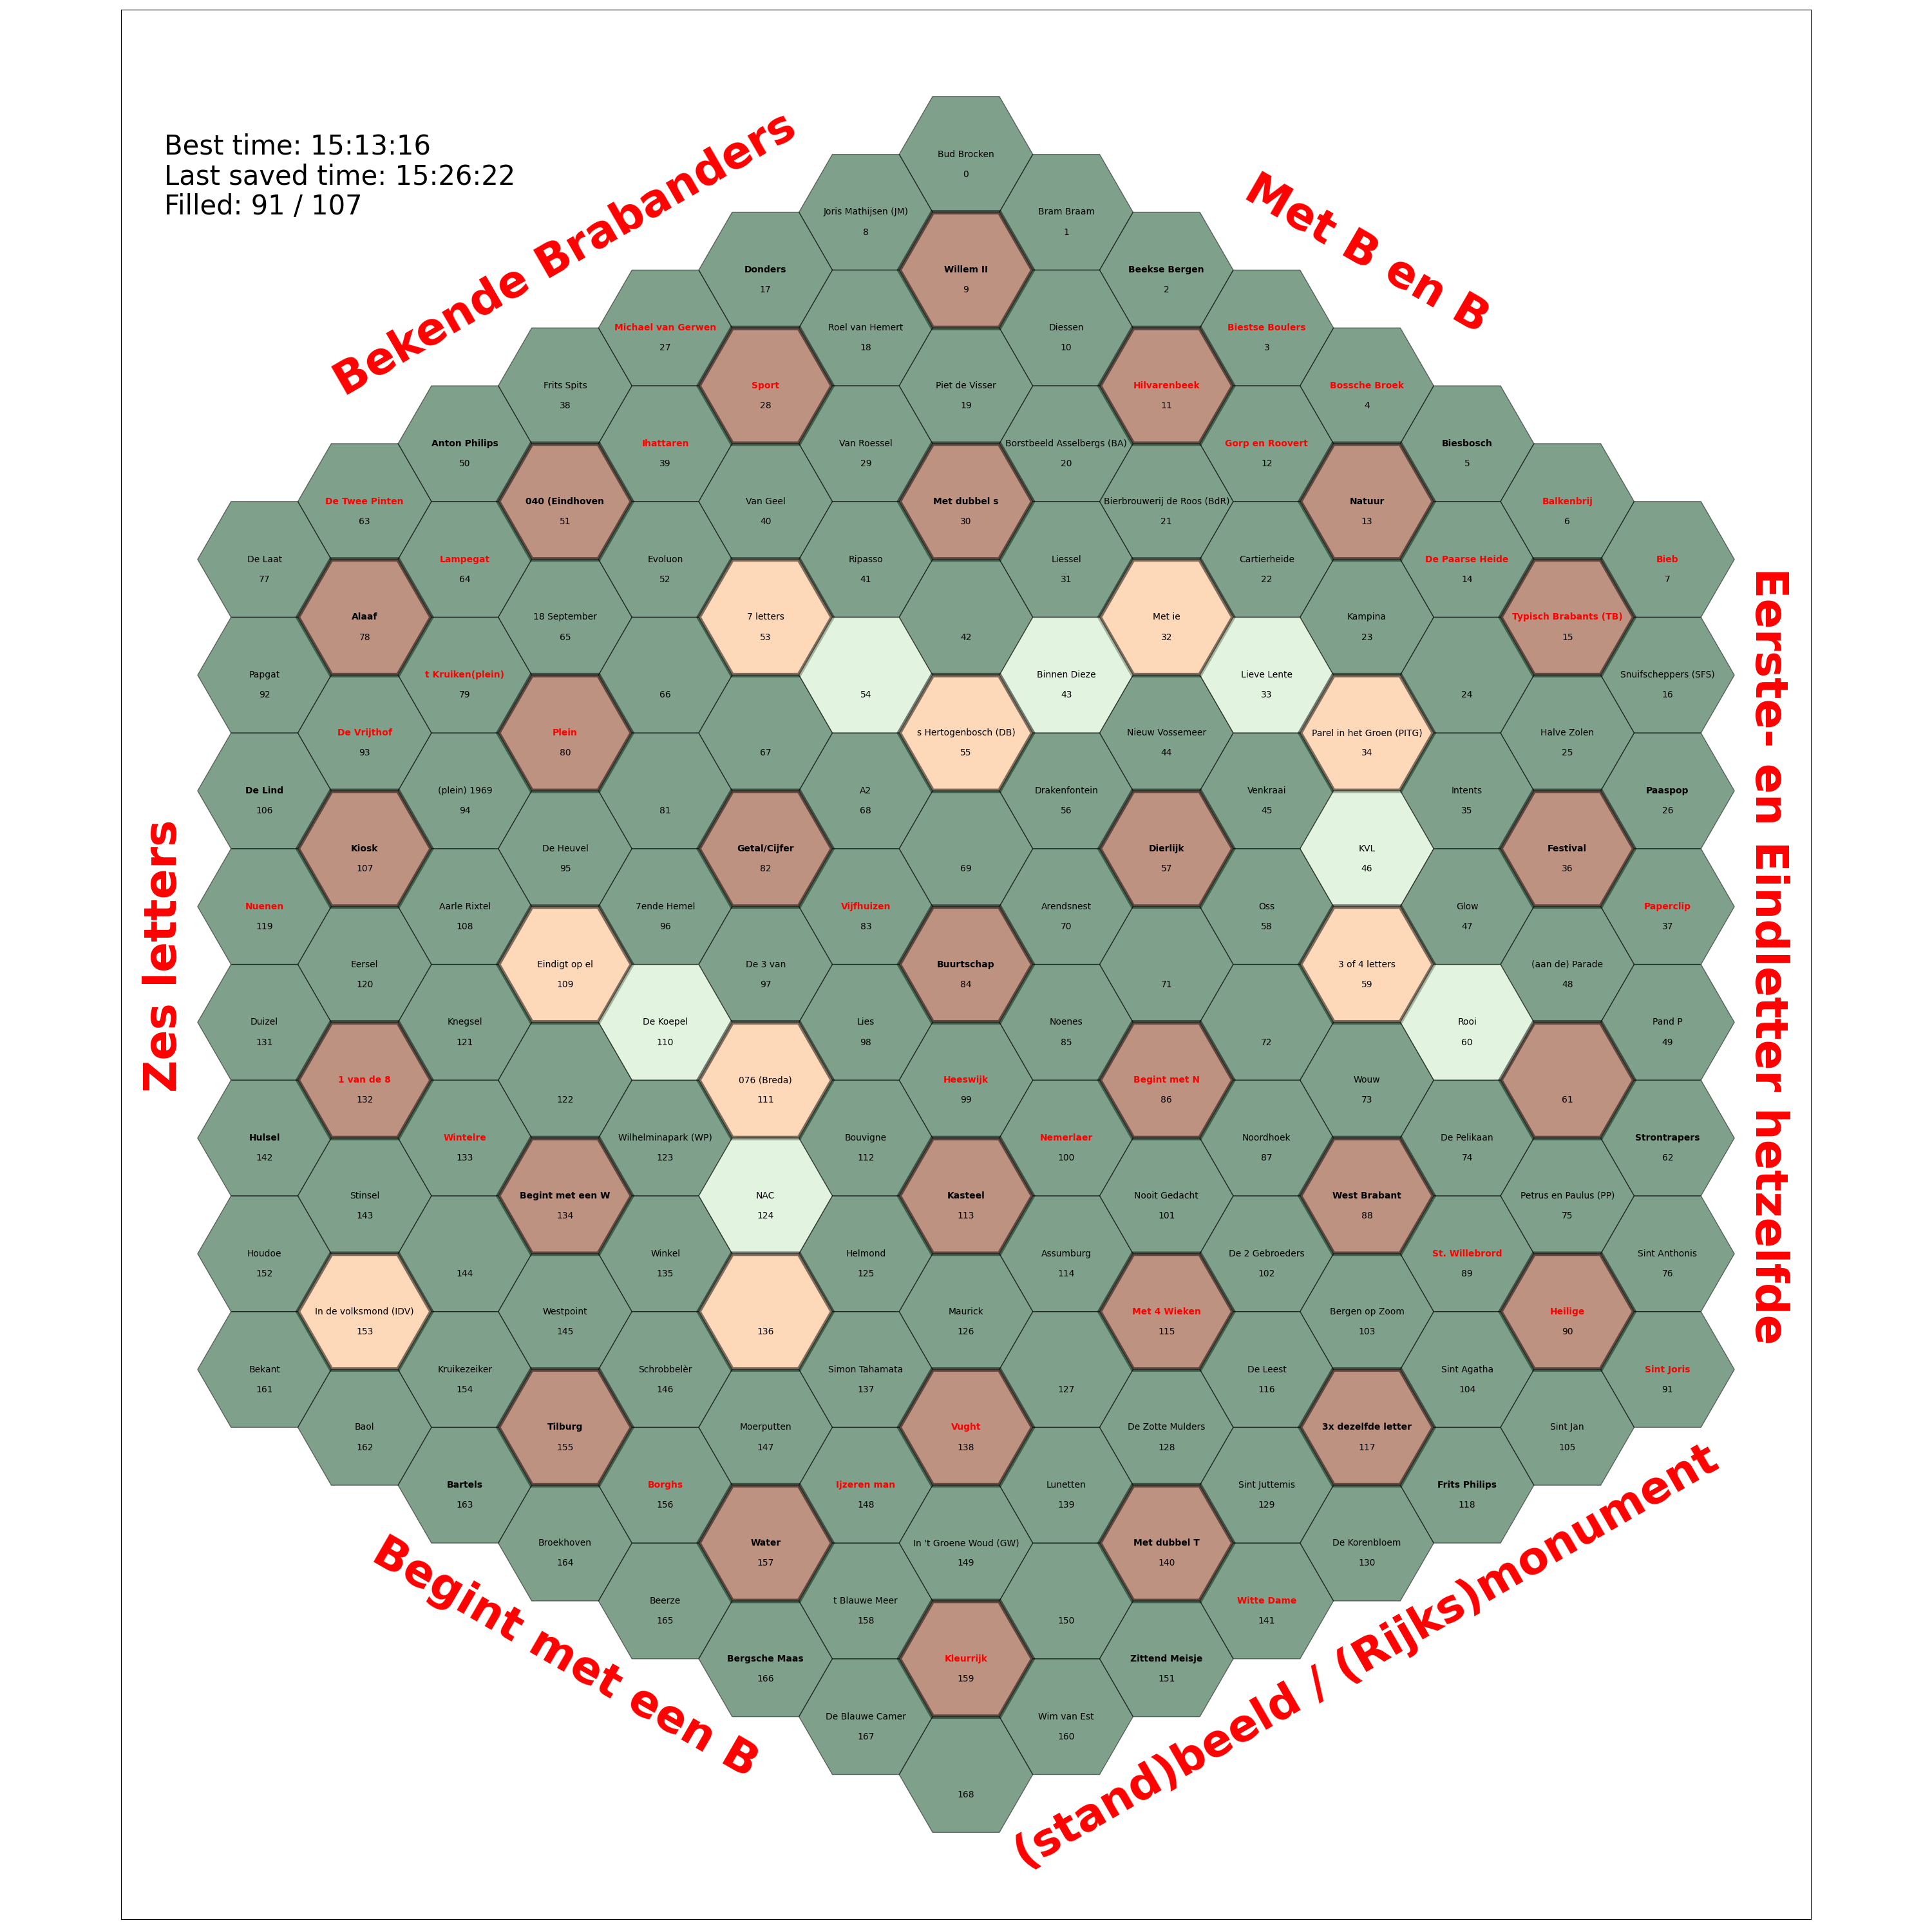 Best time: 15:13:16
Last saved time: 15:26:22
Filled: 91 / 107
Bekende Brabanders
Met B en B
Eerste- en Eindletter hetzelfde
(stand)beeld / (Rijks)monument
Begint met een B
Zes letters
Bud Brocken
0
Bram Braam
1
Beekse Bergen
2
Biestse Boulers
3
Bossche Broek
4
Biesbosch
5
Balkenbrij
6
Bieb
7
Joris Mathijsen (JM)
8
Willem II
9
Diessen
10
Hilvarenbeek
11
Gorp en Roovert
12
Natuur
13
De Paarse Heide
14
Typisch Brabants (TB)
15
Snuifscheppers (SFS)
16
Donders
17
Roel van Hemert
18
Piet de Visser
19
Borstbeeld Asselbergs (BA)
20
Bierbrouwerij de Roos (BdR)
21
Cartierheide
22
Kampina
23
24
Halve Zolen
25
Paaspop
26
Michael van Gerwen
27
Sport
28
Van Roessel
29
Met dubbel s
30
Liessel
31
Met ie
32
Lieve Lente
33
Parel in het Groen (PITG)
34
Intents
35
Festival
36
Paperclip
37
Frits Spits
38
Ihattaren
39
Van Geel
40
Ripasso
41
42
Binnen Dieze
43
Nieuw Vossemeer
44
Venkraai
45
KVL
46
Glow
47
(aan de) Parade
48
Pand P
49
Anton Philips
50
040 (Eindhoven
51
Evoluon
52
7 letters
53
54
s Hertogenbosch (DB)
55
Drakenfontein
56
Dierlijk
57
Oss
58
3 of 4 letters
59
Rooi
60
61
Strontrapers
62
De Twee Pinten
63
Lampegat
64
18 September
65
66
67
A2
68
69
Arendsnest
70
71
72
Wouw
73
De Pelikaan
74
Petrus en Paulus (PP)
75
Sint Anthonis
76
De Laat
77
Alaaf
78
t Kruiken(plein)
79
Plein
80
81
Getal/Cijfer
82
Vijfhuizen
83
Buurtschap
84
Noenes
85
Begint met N
86
Noordhoek
87
West Brabant
88
St. Willebrord
89
Heilige
90
Sint Joris
91
Papgat
92
De Vrijthof
93
(plein) 1969
94
De Heuvel
95
7ende Hemel
96
De 3 van
97
Lies
98
Heeswijk
99
Nemerlaer
100
Nooit Gedacht
101
De 2 Gebroeders
102
Bergen op Zoom
103
Sint Agatha
104
Sint Jan
105
De Lind
106
Kiosk
107
Aarle Rixtel
108
Eindigt op el
109
De Koepel
110
076 (Breda)
111
Bouvigne
112
Kasteel
113
Assumburg
114
Met 4 Wieken
115
De Leest
116
3x dezelfde letter
117
Frits Philips
118
Nuenen
119
Eersel
120
Knegsel
121
122
Wilhelminapark (WP)
123
NAC
124
Helmond
125
Maurick
126
127
De Zotte Mulders
128
Sint Juttemis
129
De Korenbloem
130
Duizel
131
1 van de 8
132
Wintelre
133
Begint met een W
134
Winkel
135
136
Simon Tahamata
137
Vught
138
Lunetten
139
Met dubbel T
140
Witte Dame
141
Hulsel
142
Stinsel
143
144
Westpoint
145
Schrobbelèr
146
Moerputten
147
Ijzeren man
148
In 't Groene Woud (GW)
149
150
Zittend Meisje
151
Houdoe
152
In de volksmond (IDV)
153
Kruikezeiker
154
Tilburg
155
Borghs
156
Water
157
t Blauwe Meer
158
Kleurrijk
159
Wim van Est
160
Bekant
161
Baol
162
Bartels
163
Broekhoven
164
Beerze
165
Bergsche Maas
166
De Blauwe Camer
167
168